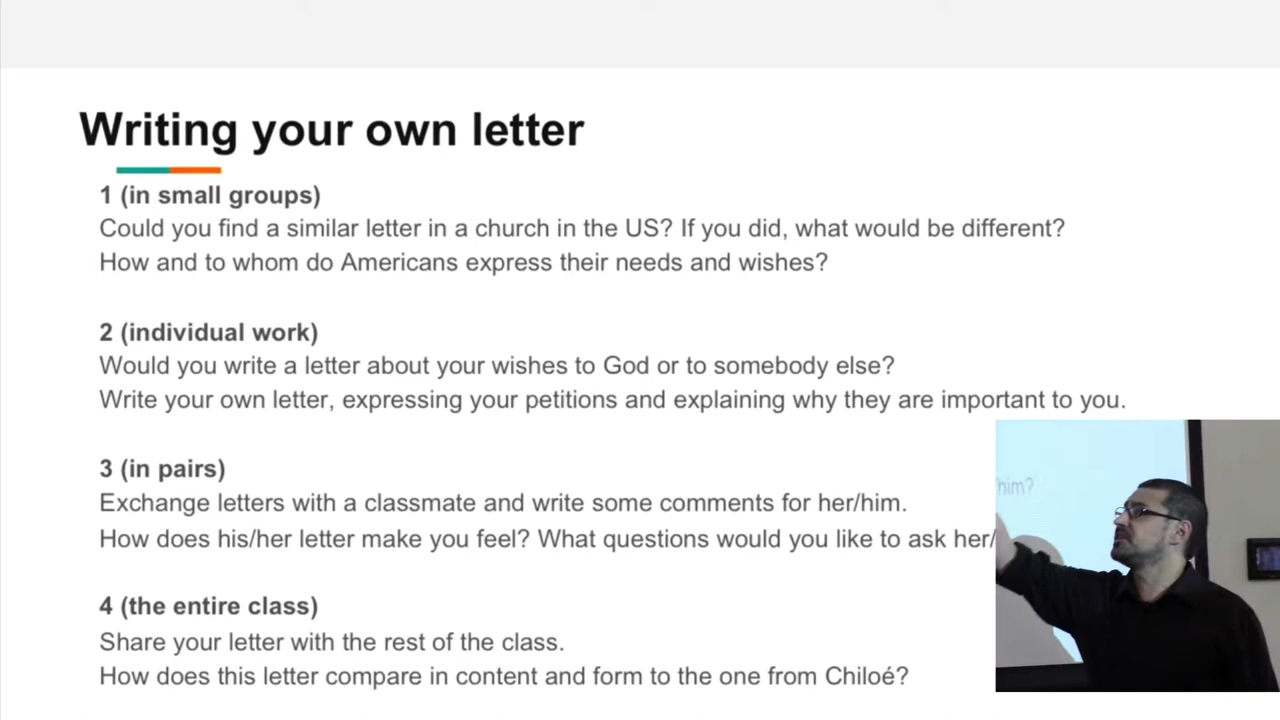 Writing your own letter
1 (in small groups)
Could you find a similar letter in a church in the US? If you did, what would be different?
How and to whom do Americans express their needs and wishes?
2 (individual work)
Would you write a letter about your wishes to God or to somebody else?
Write your own letter, expressing your petitions and explaining why they are important to you.
3 (in pairs)
Exchange letters with a classmate and write some comments for her/him.
How does his/her letter make you feel? What questions would you like to ask her/
/him?
4 (the entire class)
Share your letter with the rest of the class.
How does this letter compare in content and form to the one from Chiloé?